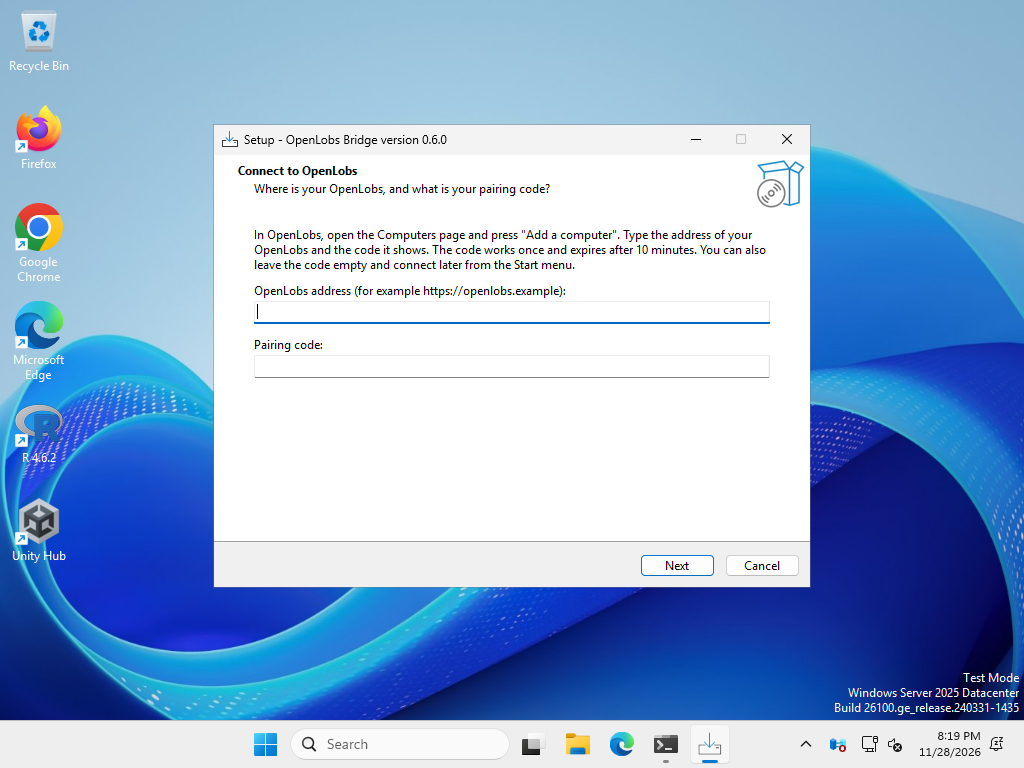 Recycle Bin
Firefox
Google
Chrome
Microsoft
Edge
R 4.6.2
Unity Hub
Setup - OpenLobs Bridge version 0.6.0
Connect to OpenLobs
Where is your OpenLobs, and what is your pairing code?
In OpenLobs, open the Computers page and press "Add a computer". Type the address of your
OpenLobs and the code it shows. The code works once and expires after 10 minutes. You can also
leave the code empty and connect later from the Start menu.
OpenLobs address (for example https://openlobs.example):
Pairing code:
Next
Cancel
Test Mode
Windows Server 2025 Datacenter
Build 26100.ge_release.240331-1435
Search
8:19 PM
11/28/2026